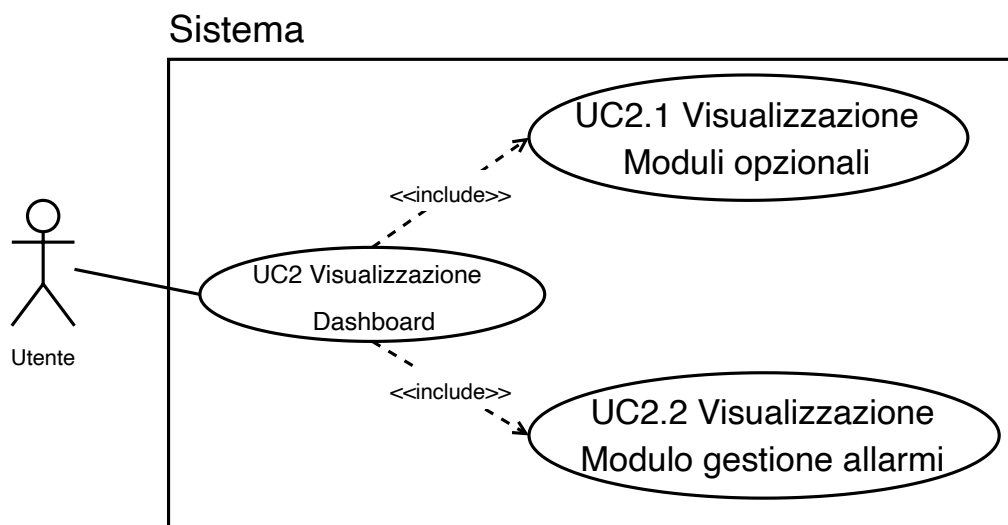 Sistema
UC2.1 Visualizzazione
Moduli opzionali
<<include>>
UC2 Visualizzazione
Dashboard
Utente
<<include>>
UC2.2 Visualizzazione
Modulo gestione allarmi